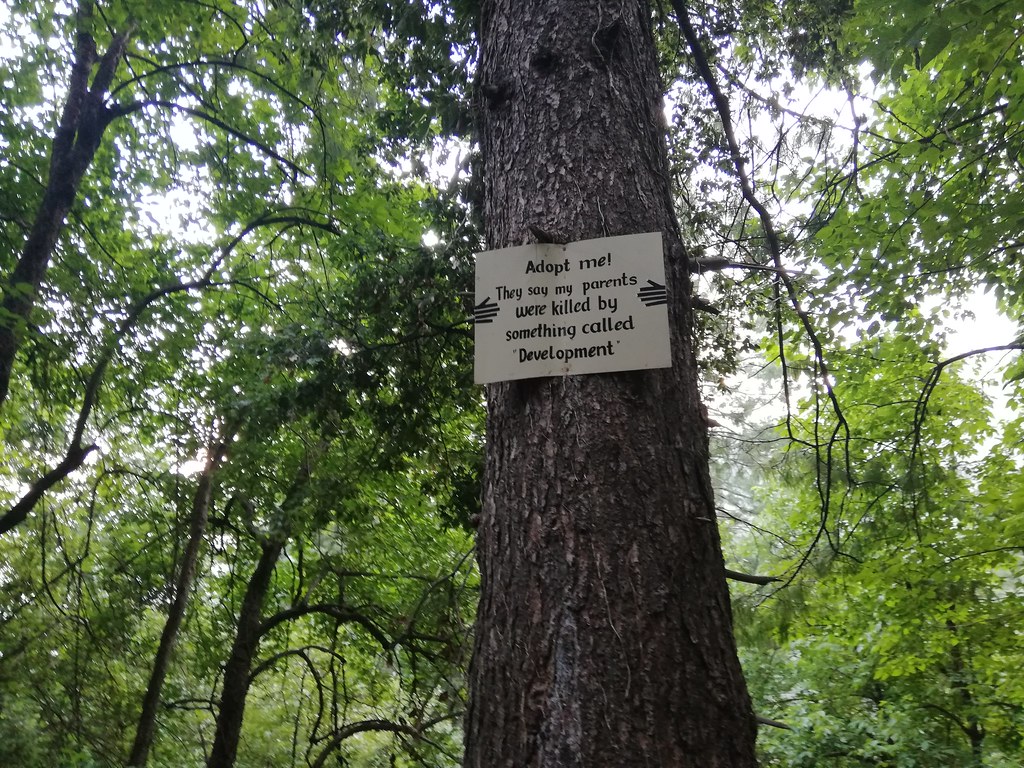 Adopt me!
They say my parents
were killed by
something called
"Development"